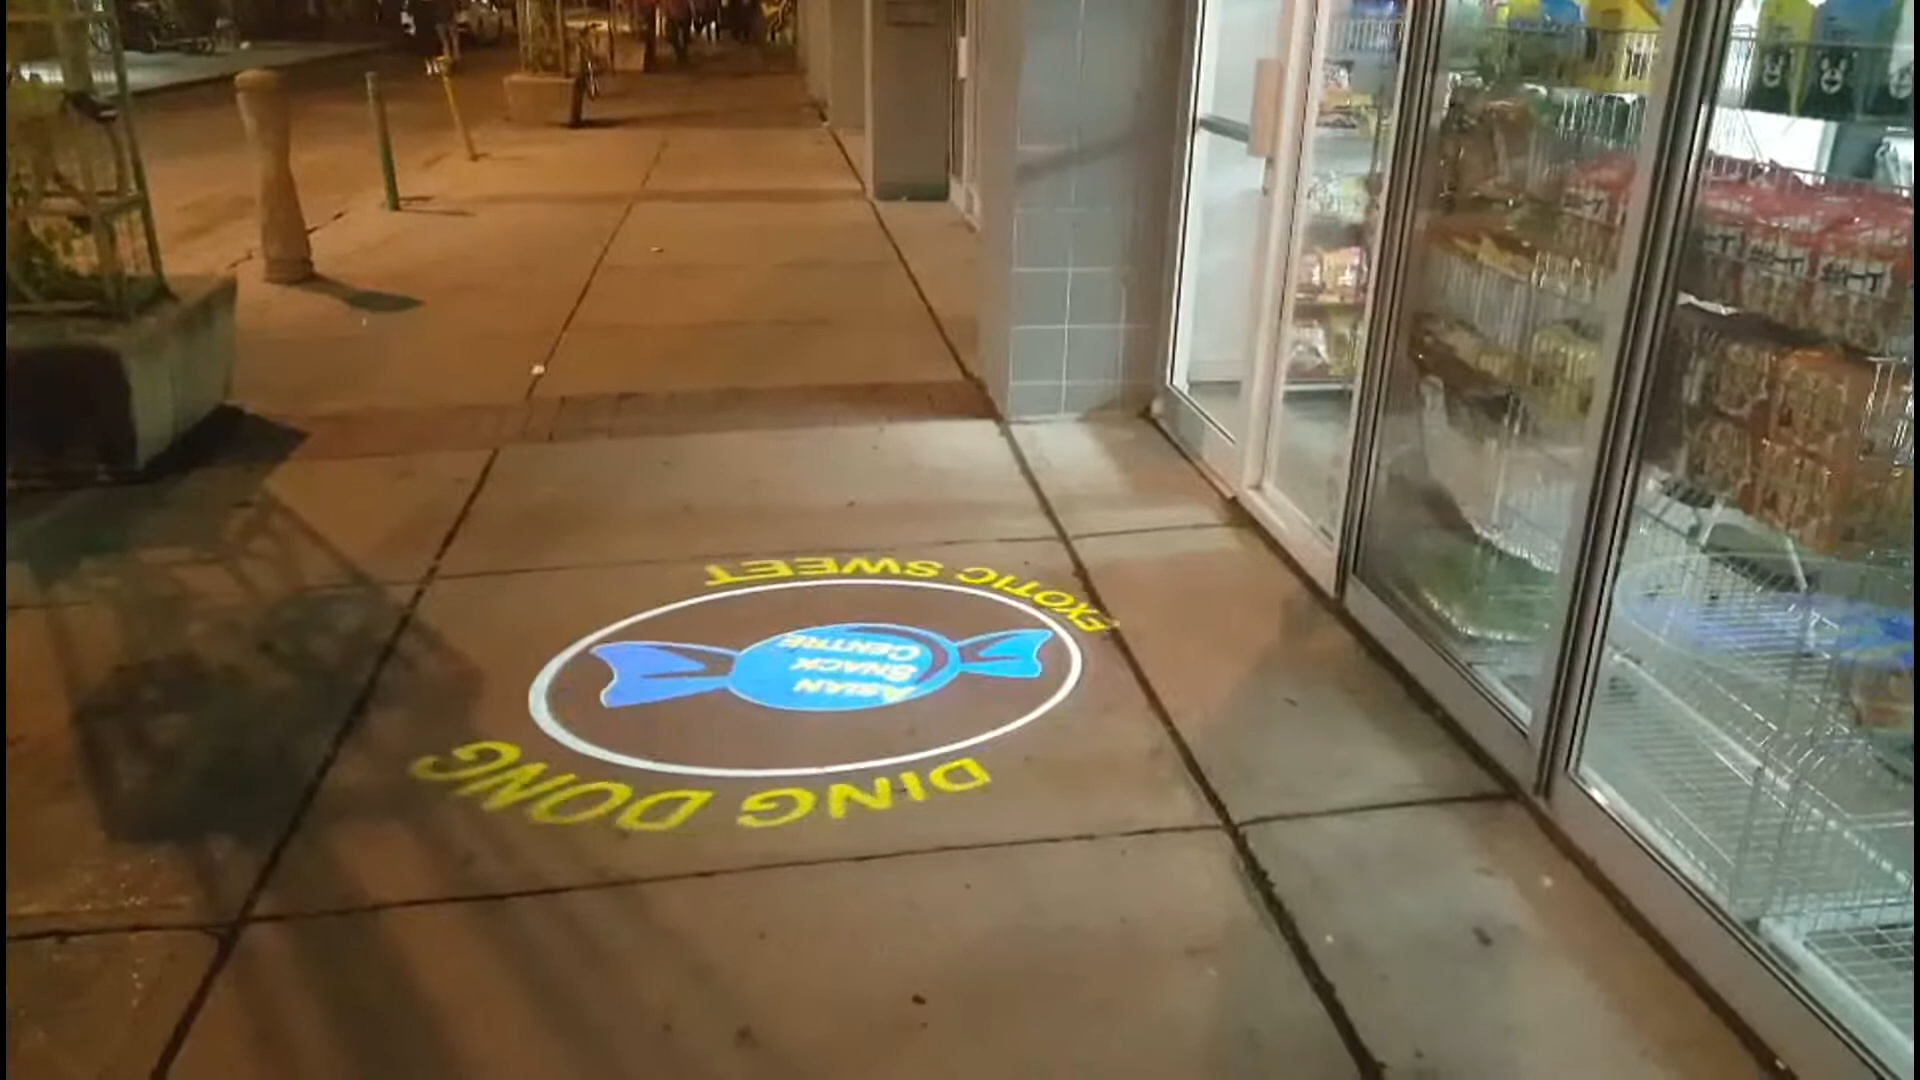 DING DONG
ASIAN
SNACK
CENTRE
EXOTIC SWEET